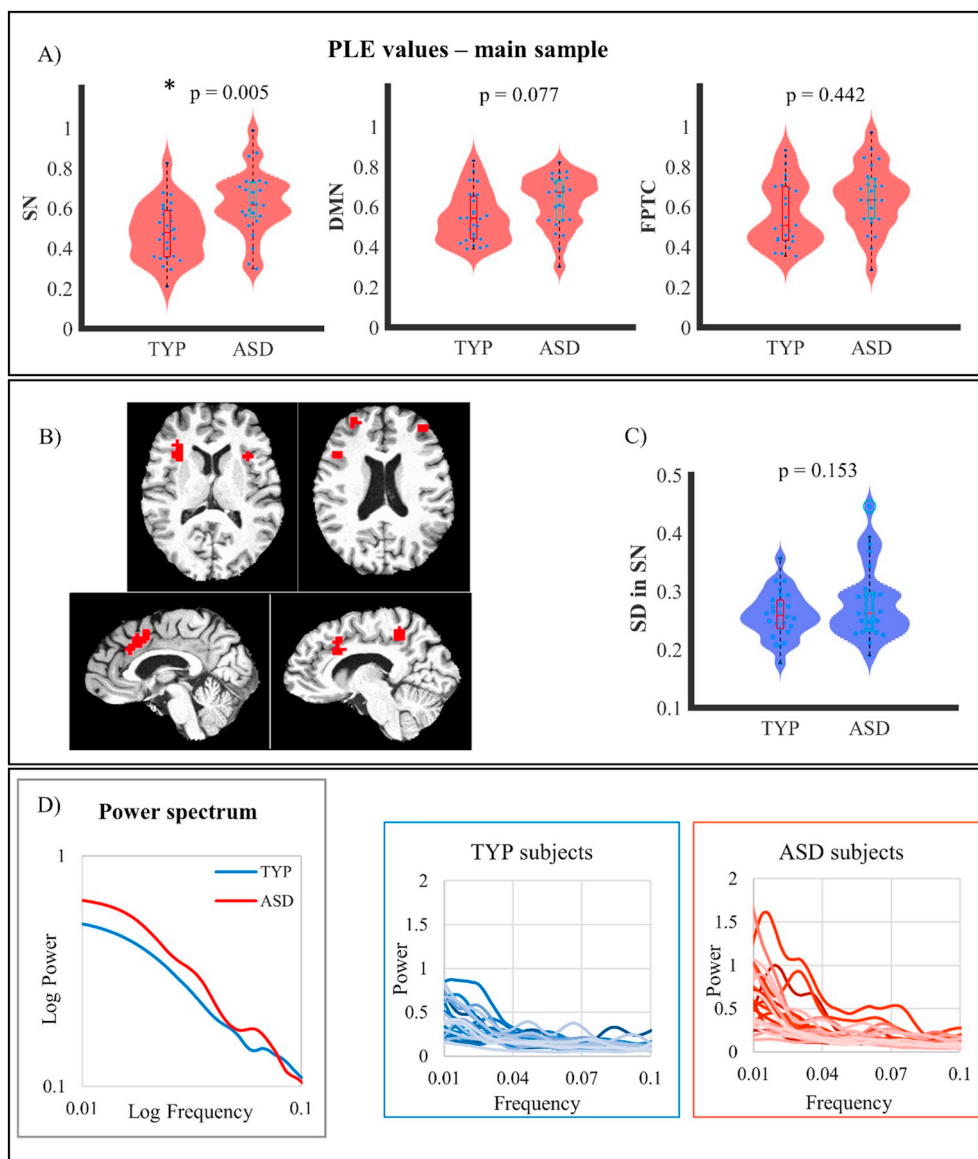 A)
PLE values – main sample
* p = 0.005
p = 0.077
p = 0.442
SN
1
0.8
0.6
0.4
0.2
0
TYP
ASD
DMN
1
0.8
0.6
0.4
0.2
0
TYP
ASD
FPTC
1
0.8
0.6
0.4
0.2
0
TYP
ASD
B)
C)
p = 0.153
SD in SN
0.5
0.4
0.3
0.2
0.1
TYP
ASD
D)
Power spectrum
1
TYP
ASD
Log Power
0.1
0.01
0.1
Log Frequency
TYP subjects
2
1.5
1
0.5
0
Power
0.01
0.04
0.07
0.1
Frequency
ASD subjects
2
1.5
1
0.5
0
Power
0.01
0.04
0.07
0.1
Frequency